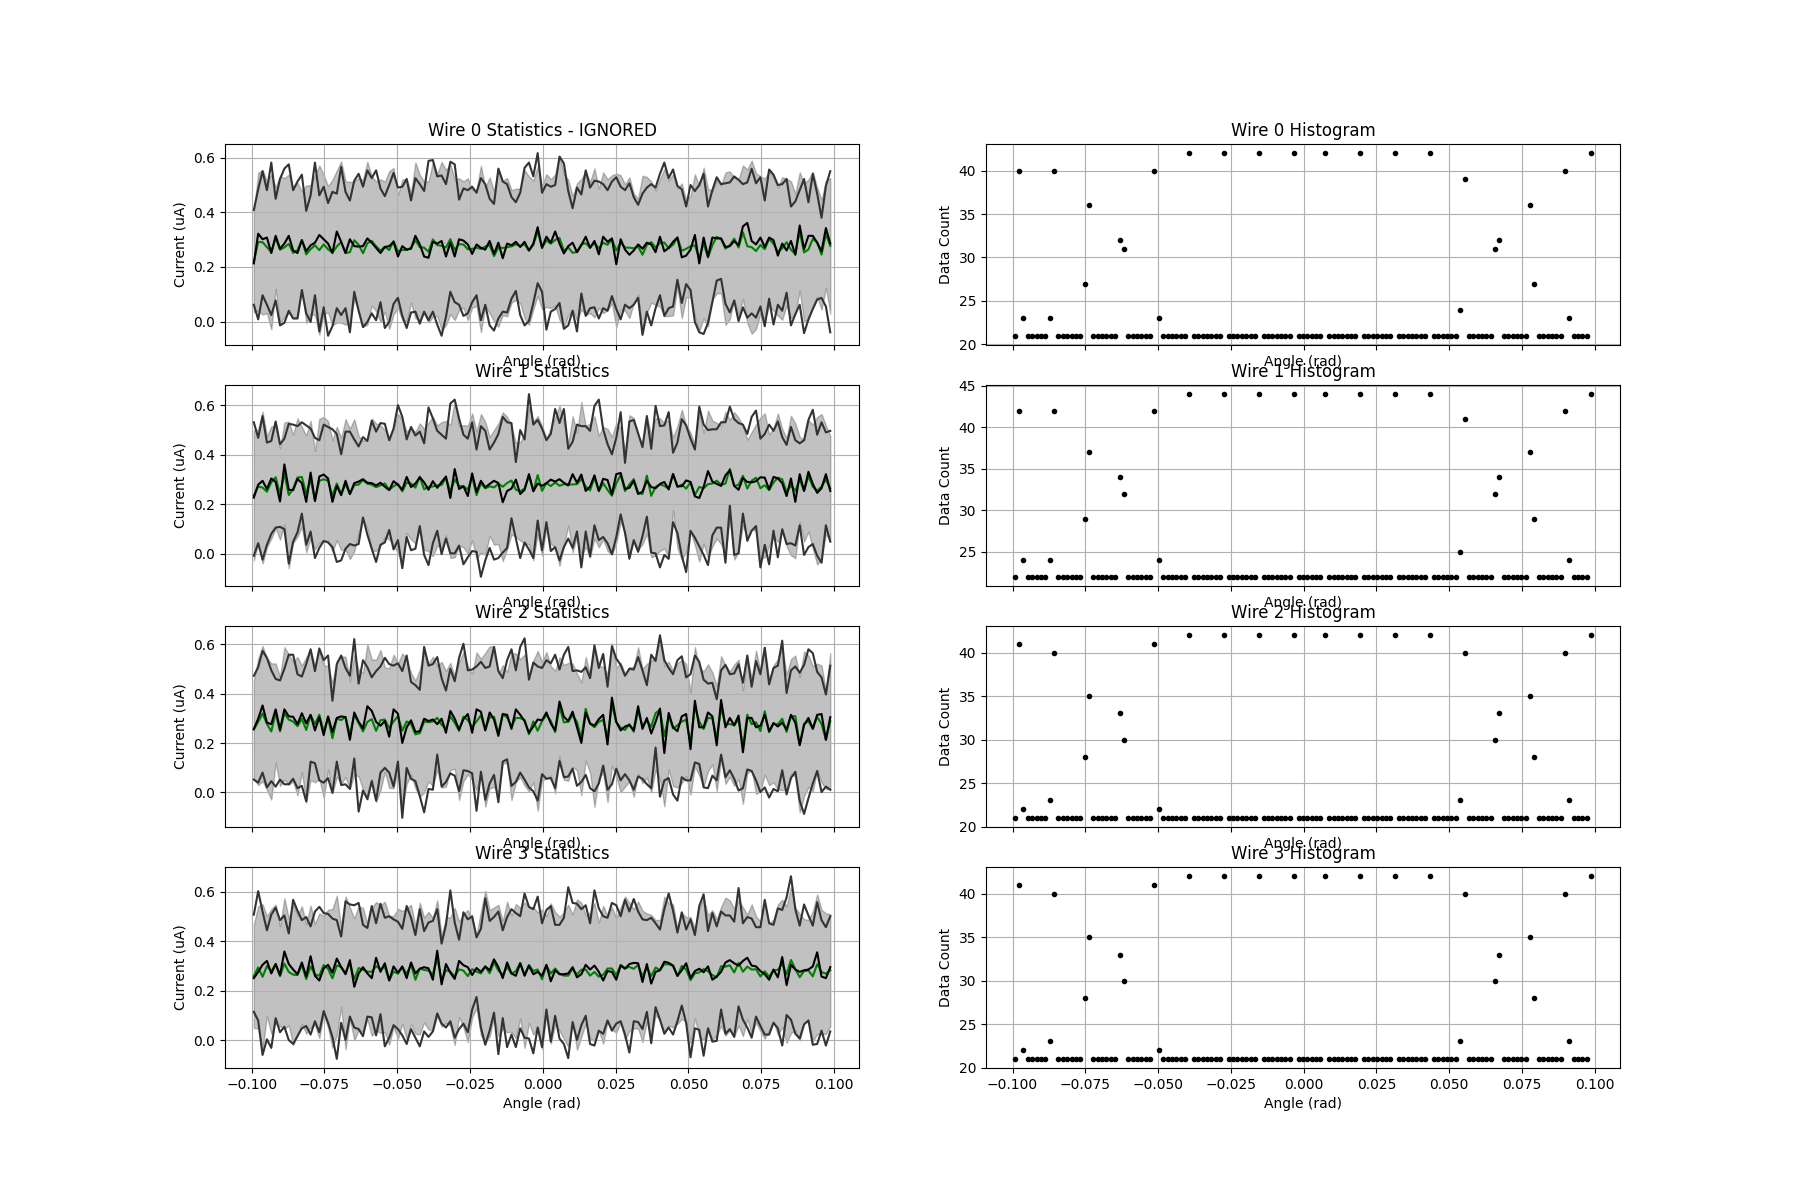 Wire 0 Statistics - IGNORED
Current (uA)
0.6
0.4
0.2
0.0
Angle (rad)
Wire 0 Histogram
Data Count
40
35
30
25
20
Angle (rad)
Wire 1 Statistics
Current (uA)
0.6
0.4
0.2
0.0
Angle (rad)
Wire 1 Histogram
Data Count
45
40
35
30
25
Angle (rad)
Wire 2 Statistics
Current (uA)
0.6
0.4
0.2
0.0
Angle (rad)
Wire 2 Histogram
Data Count
40
35
30
25
20
Angle (rad)
Wire 3 Statistics
Current (uA)
0.6
0.4
0.2
0.0
−0.100 −0.075 −0.050 −0.025 0.000 0.025 0.050 0.075 0.100
Angle (rad)
Wire 3 Histogram
Data Count
40
35
30
25
20
−0.100 −0.075 −0.050 −0.025 0.000 0.025 0.050 0.075 0.100
Angle (rad)